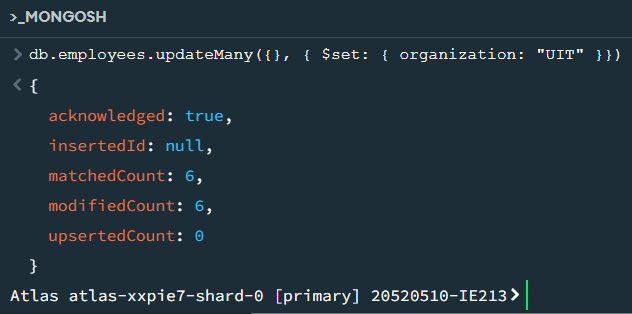 >_MONGOSH
> db.employees.updateMany({}, { $set: { organization: "UIT" }})
< {
acknowledged: true,
insertedId: null,
matchedCount: 6,
modifiedCount: 6,
upsertedCount: 0
}
Atlas atlas-xxpie7-shard-0 [primary] 20520510-IE213>